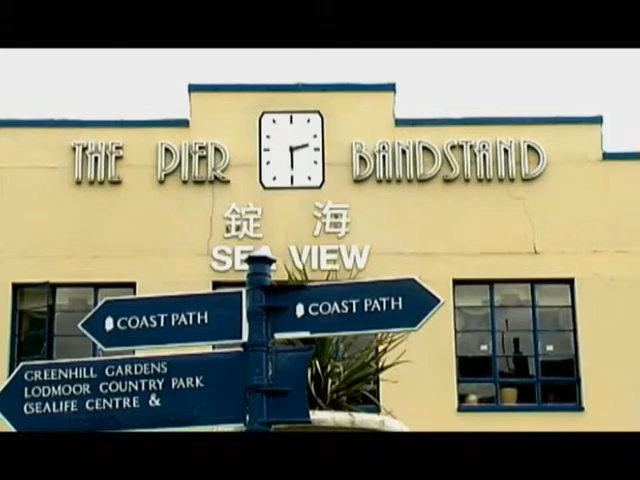 THE PIER BANDSTAND
錠 海
SEA VIEW
COAST PATH
COAST PATH
GREENHILL GARDENS
LODMOOR COUNTRY PARK
(SEALIFE CENTRE &